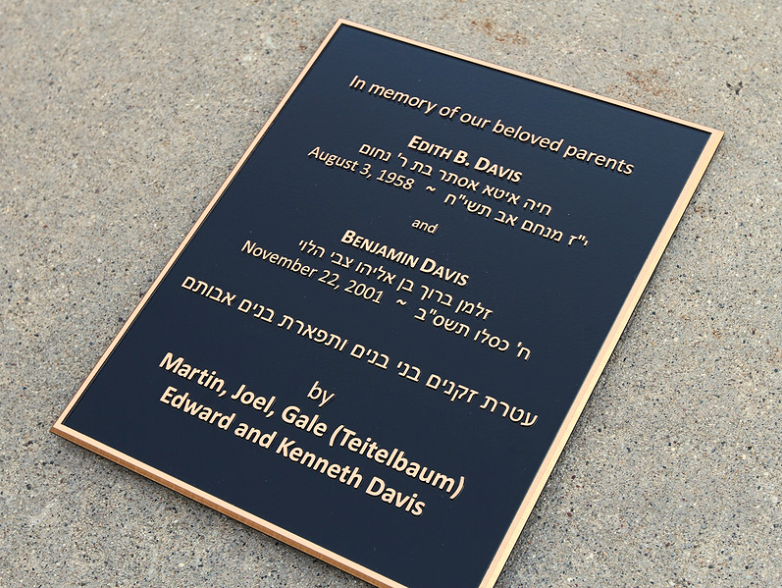 In memory of our beloved parents
EDITH B. DAVIS
חיה איטא אסתר בת ר' נחום
August 3, 1958 ~ י"ז מנחם אב תשי"ח
and
BENJAMIN DAVIS
זלמן ברוך בן אליהו צבי הלוי
November 22, 2001 ~ ח' כסלו תשס"ב
עטרת זקנים בני בנים ותפארת בנים אבותם
by
Martin, Joel, Gale (Teitelbaum)
Edward and Kenneth Davis